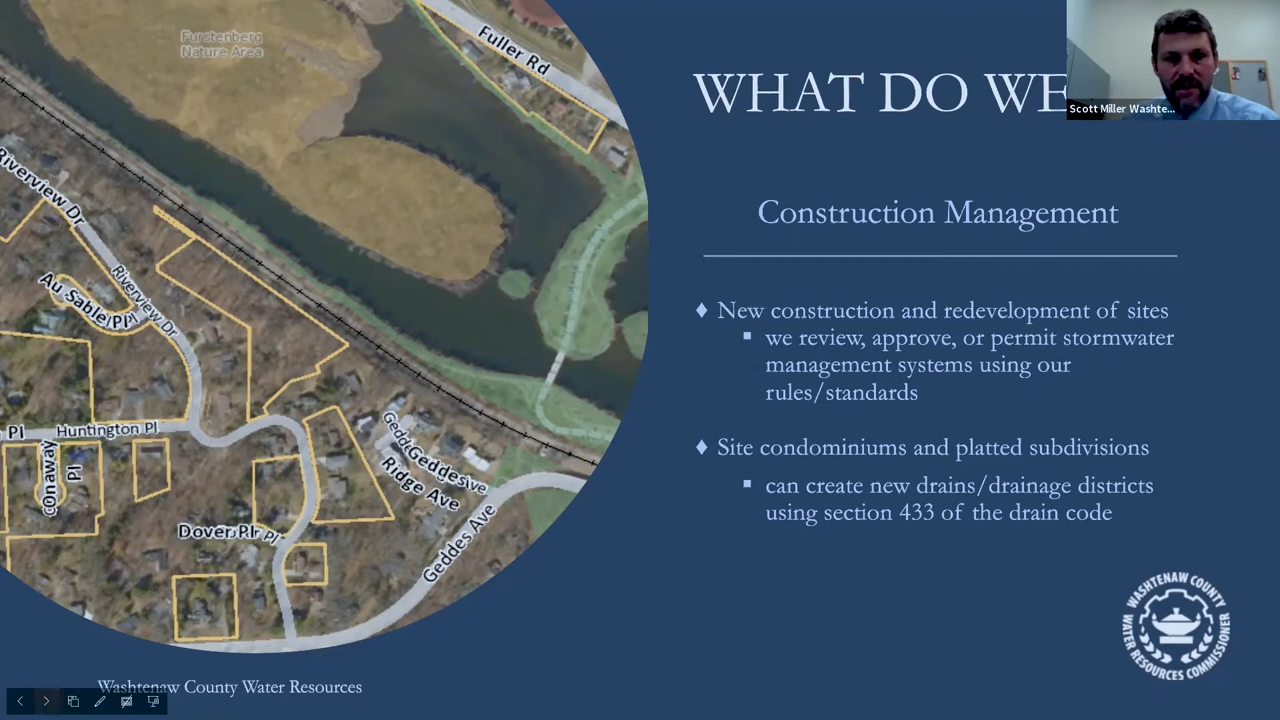 Furstenberg
Nature Area
Fuller Rd
Riverview Dr
Riverview Dr
Au Sable Pl
Pl
Huntington Pl
Conaway
Pl
Geddes
Ridge Ave
Dover Pl
Pl
Geddes Ave
WHAT DO WE
Scott Miller Washte...
Construction Management
♦ New construction and redevelopment of sites
▪ we review, approve, or permit stormwater
management systems using our
rules/standards
♦ Site condominiums and platted subdivisions
▪ can create new drains/drainage districts
using section 433 of the drain code
WASHTENAW COUNTY
WATER RESOURCES COMMISSIONER
Washtenaw County Water Resources